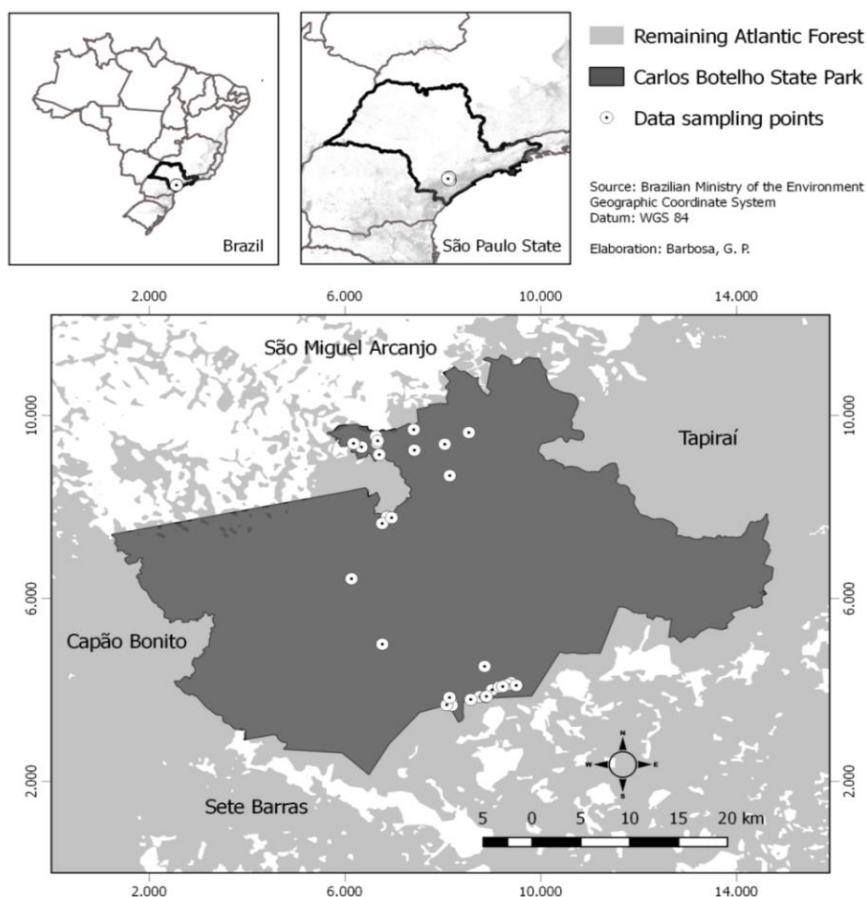 Brazil
São Paulo State
Remaining Atlantic Forest
Carlos Botelho State Park
Data sampling points
Source: Brazilian Ministry of the Environment
Geographic Coordinate System
Datum: WGS 84
Elaboration: Barbosa, G. P.
2.000 6.000 10.000 14.000
São Miguel Arcanjo
10.000 10.000
Tapiraí
6.000 6.000
Capão Bonito
N
W E
S
2.000 2.000
Sete Barras
5 0 5 10 15 20 km
2.000 6.000 10.000 14.000